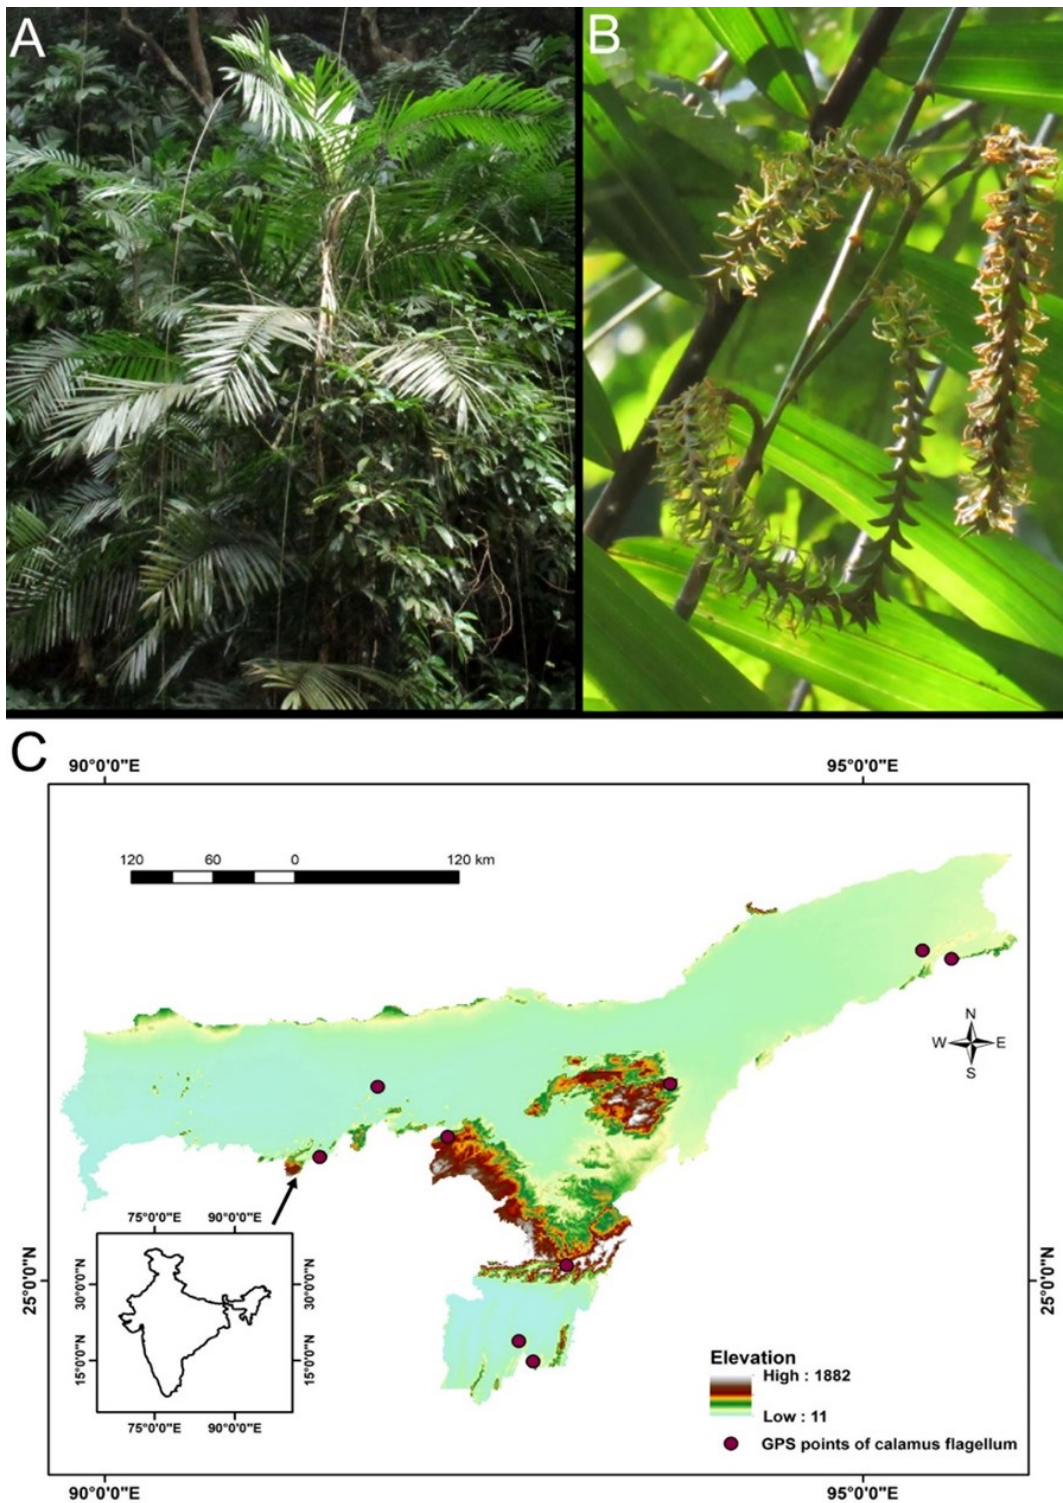 A
B
C
90°0'0"E
95°0'0"E
120 60 0 120 km
N
W E
S
75°0'0"E 90°0'0"E
30°0'0"N
15°0'0"N
30°0'0"N
15°0'0"N
75°0'0"E 90°0'0"E
25°0'0"N
25°0'0"N
Elevation
High : 1882
Low : 11
GPS points of calamus flagellum
90°0'0"E
95°0'0"E